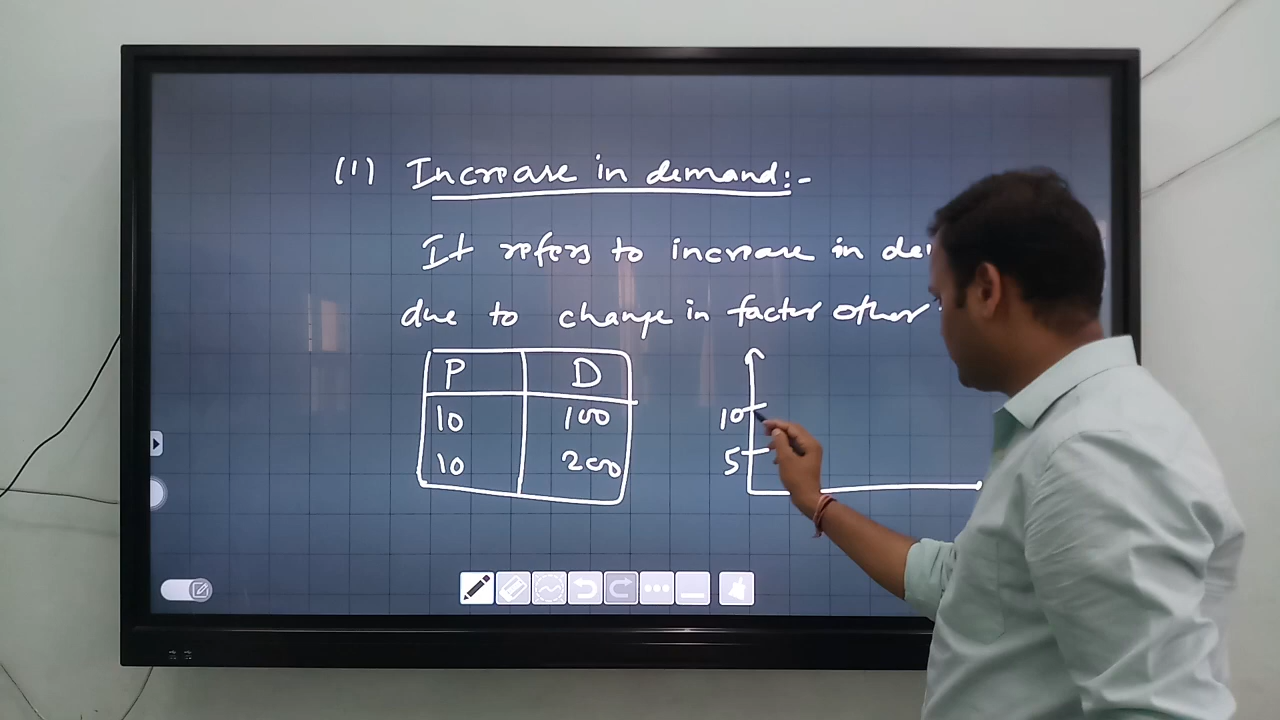 (1) Increase in demand:-
It refers to increase in de
due to change in factor other
P D
10 100
10 200
10
5